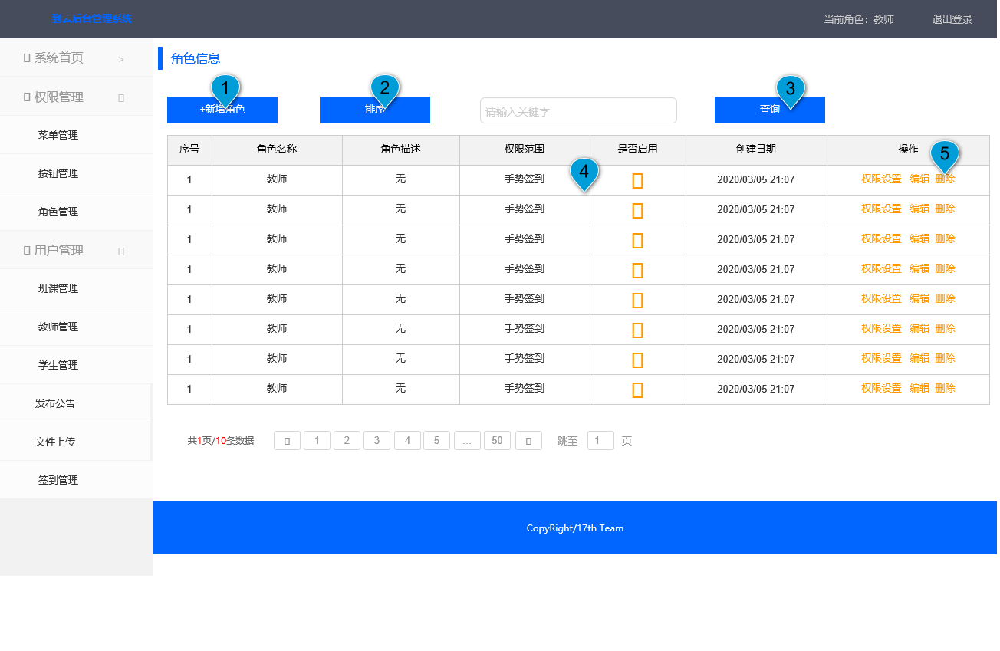 到云后台管理系统 当前角色：教师 退出登录
系统首页 >
权限管理
菜单管理
按钮管理
角色管理
用户管理
班课管理
教师管理
学生管理
发布公告
文件上传
签到管理
角色信息
1 2 3
+新增角色 排序 请输入关键字 查询
序号 角色名称 角色描述 权限范围 是否启用 创建日期 操作
4 5
1 教师 无 手势签到 2020/03/05 21:07 权限设置 编辑 删除
1 教师 无 手势签到 2020/03/05 21:07 权限设置 编辑 删除
1 教师 无 手势签到 2020/03/05 21:07 权限设置 编辑 删除
1 教师 无 手势签到 2020/03/05 21:07 权限设置 编辑 删除
1 教师 无 手势签到 2020/03/05 21:07 权限设置 编辑 删除
1 教师 无 手势签到 2020/03/05 21:07 权限设置 编辑 删除
1 教师 无 手势签到 2020/03/05 21:07 权限设置 编辑 删除
1 教师 无 手势签到 2020/03/05 21:07 权限设置 编辑 删除
共1页/10条数据 1 2 3 4 5 ... 50 跳至 1 页
CopyRight/17th Team